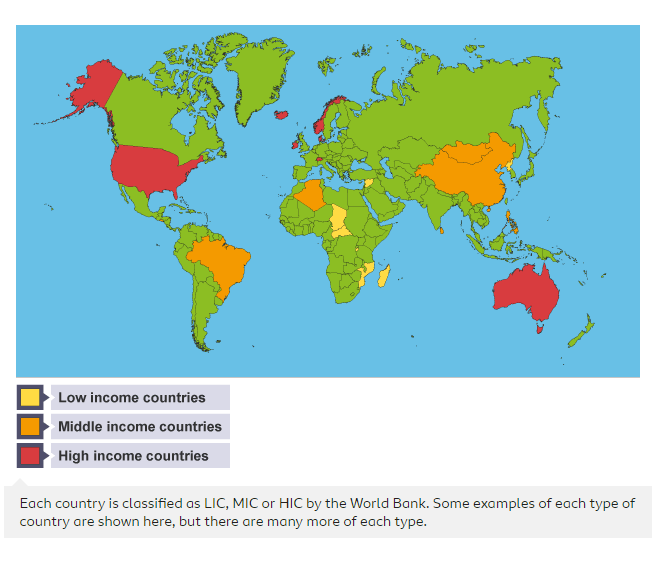 Low income countries
Middle income countries
High income countries
Each country is classified as LIC, MIC or HIC by the World Bank. Some examples of each type of
country are shown here, but there are many more of each type.